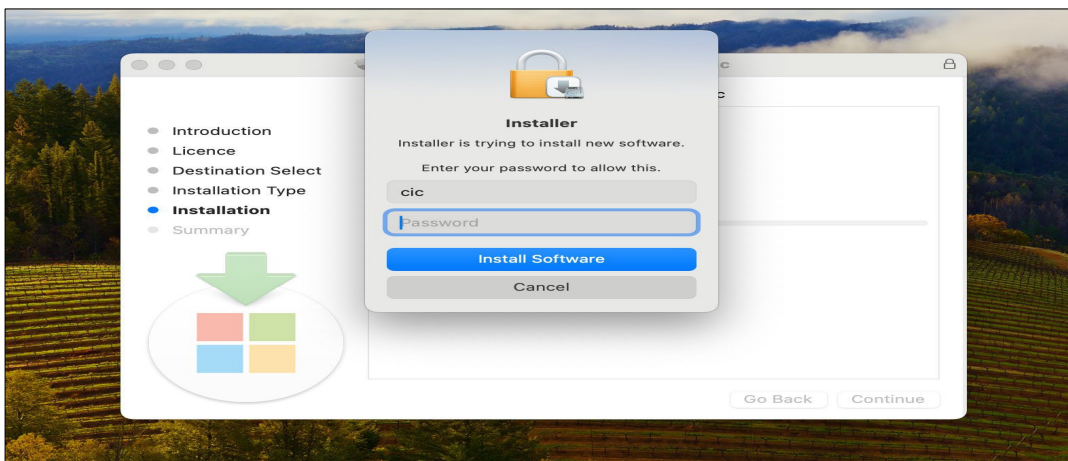 Introduction
Licence
Destination Select
Installation Type
Installation
Summary
Installer
Installer is trying to install new software.
Enter your password to allow this.
cic
Password
Install Software
Cancel
c
c
Go Back
Continue